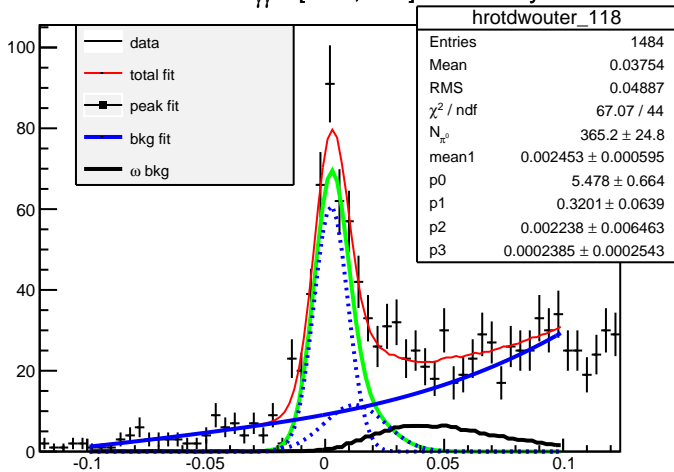 hrotdwouter_118
Entries 1484
Mean 0.03754
RMS 0.04887
χ² / ndf 67.07 / 44
N_π⁰ 365.2 ± 24.8
mean1 0.002453 ± 0.000595
p0 5.478 ± 0.664
p1 0.3201 ± 0.0639
p2 0.002238 ± 0.006463
p3 0.0002385 ± 0.0002543
data
total fit
peak fit
bkg fit
ω bkg
100
80
60
40
20
0
-0.1 -0.05 0 0.05 0.1